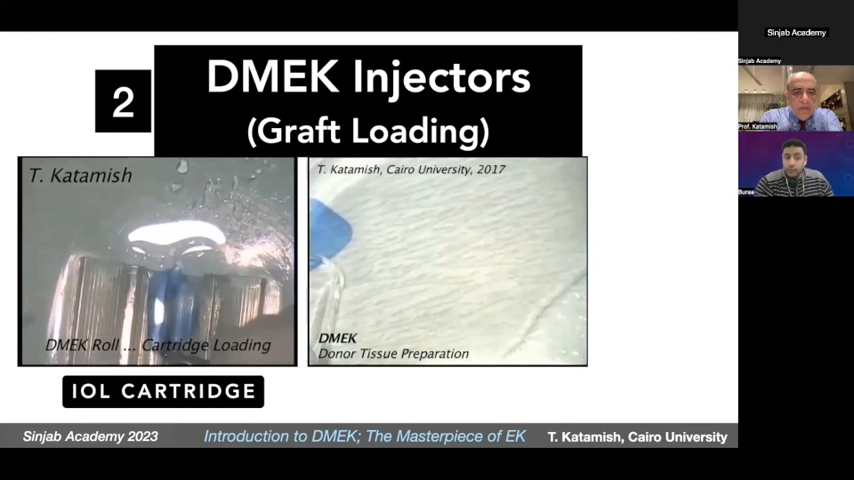 2
DMEK Injectors
(Graft Loading)
T. Katamish
DMEK Roll ... Cartridge Loading
T. Katamish, Cairo University, 2017
DMEK
Donor Tissue Preparation
IOL CARTRIDGE
Sinjab Academy 2023
Introduction to DMEK; The Masterpiece of EK
T. Katamish, Cairo University
Sinjab Academy
Sinjab Academy
Prof. Katamish
Buraa